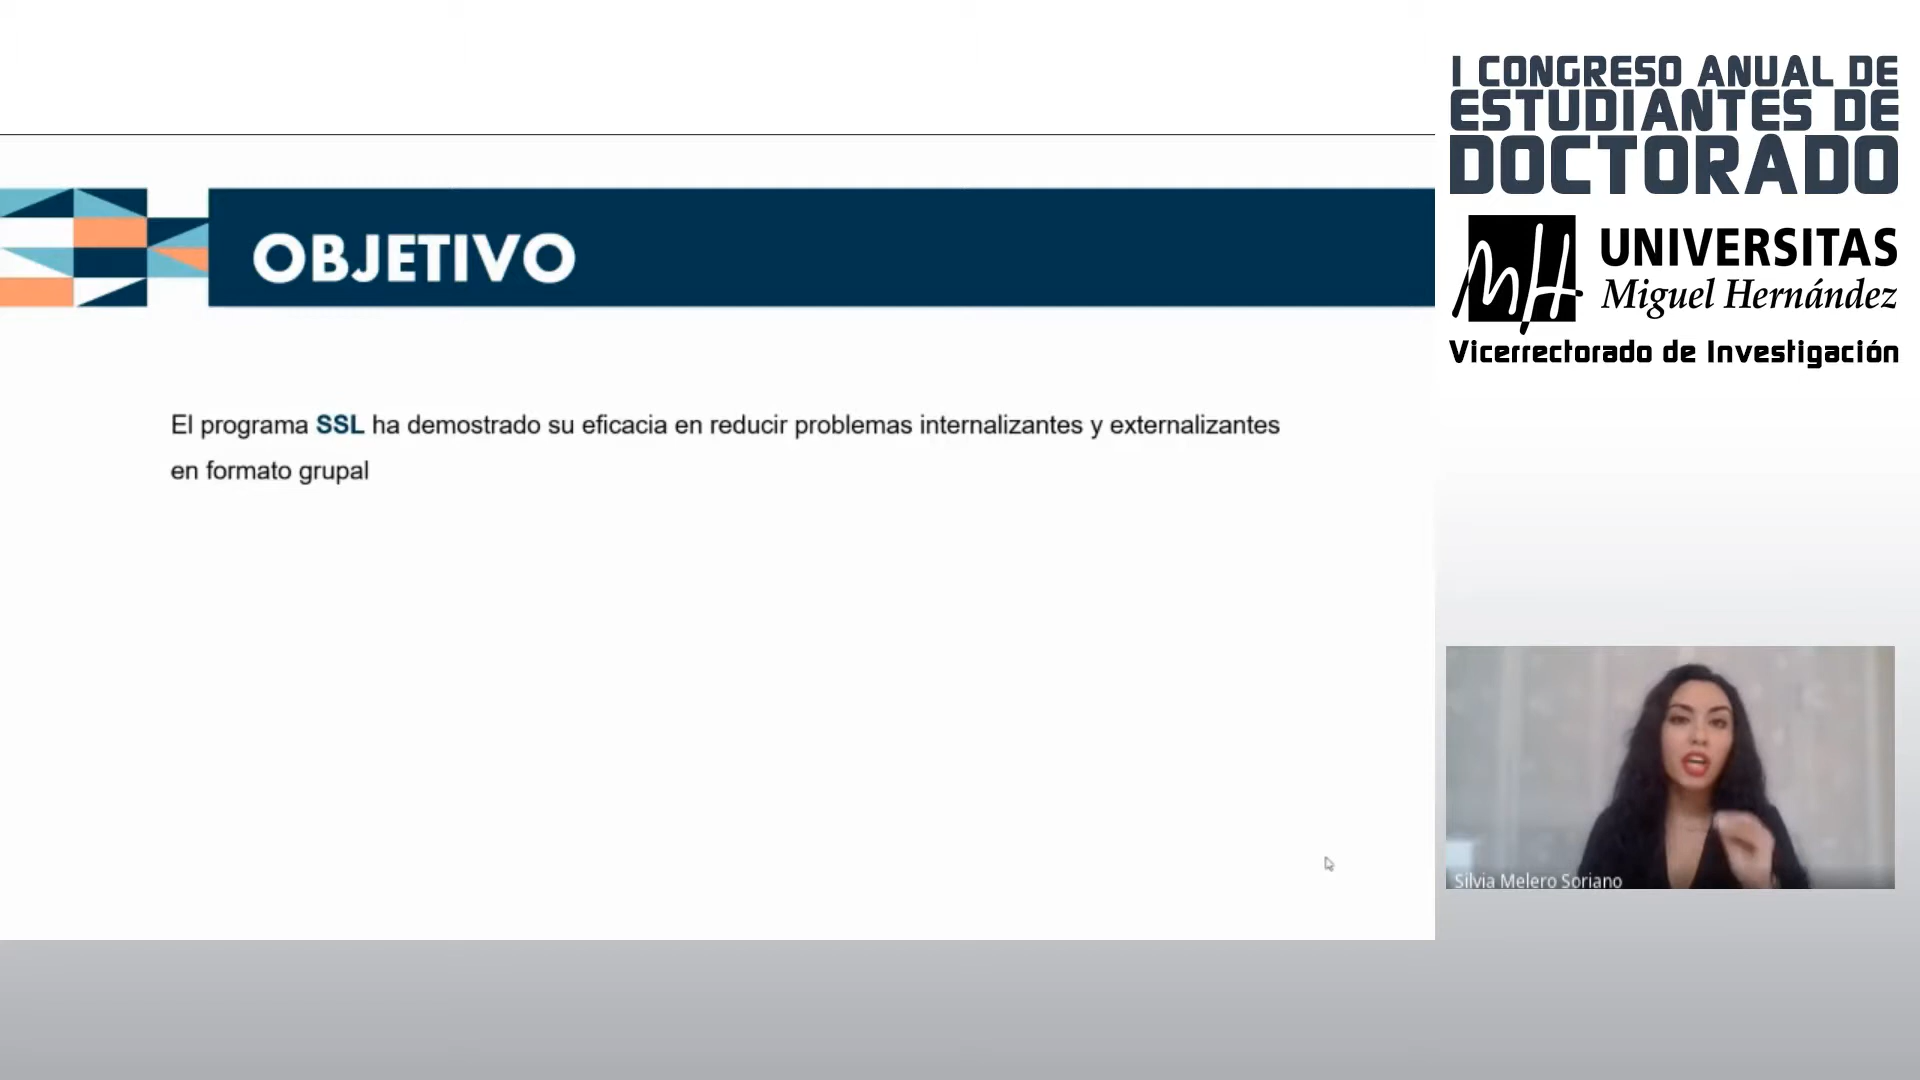 I CONGRESO ANUAL DE
ESTUDIANTES DE
DOCTORADO
UNIVERSITAS
Miguel Hernández
Vicerrectorado de Investigación
OBJETIVO
El programa SSL ha demostrado su eficacia en reducir problemas internalizantes y externalizantes
en formato grupal
Silvia Melero Soriano